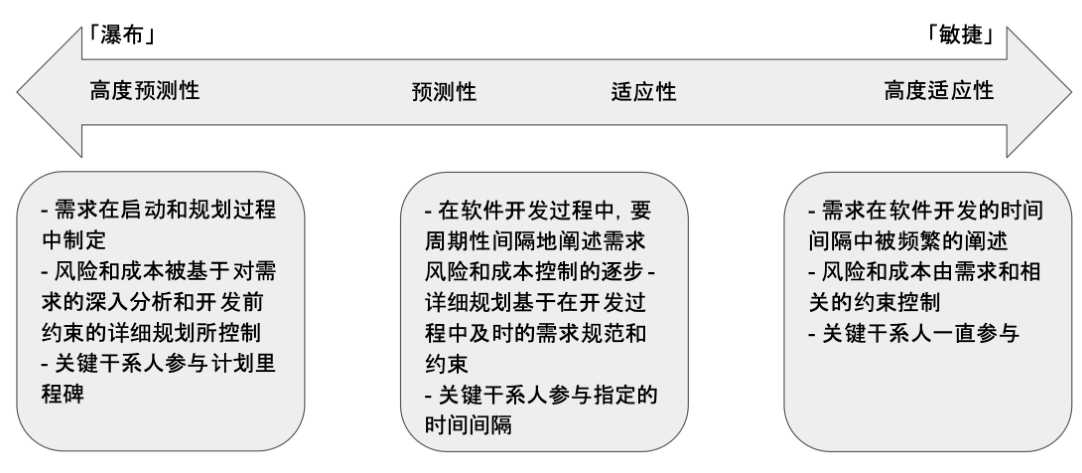 「瀑布」
「敏捷」
高度预测性
预测性
适应性
高度适应性
- 需求在启动和规划过程
中制定
- 风险和成本被基于对需
求的深入分析和开发前
约束的详细规划所控制
- 关键干系人参与计划里
程碑
- 在软件开发过程中, 要
周期性间隔地阐述需求
风险和成本控制的逐步 -
详细规划基于在开发过
程中及时的需求规范和
约束
- 关键干系人参与指定的
时间间隔
- 需求在软件开发的时间
间隔中被频繁的阐述
- 风险和成本由需求和相
关的约束控制
- 关键干系人一直参与